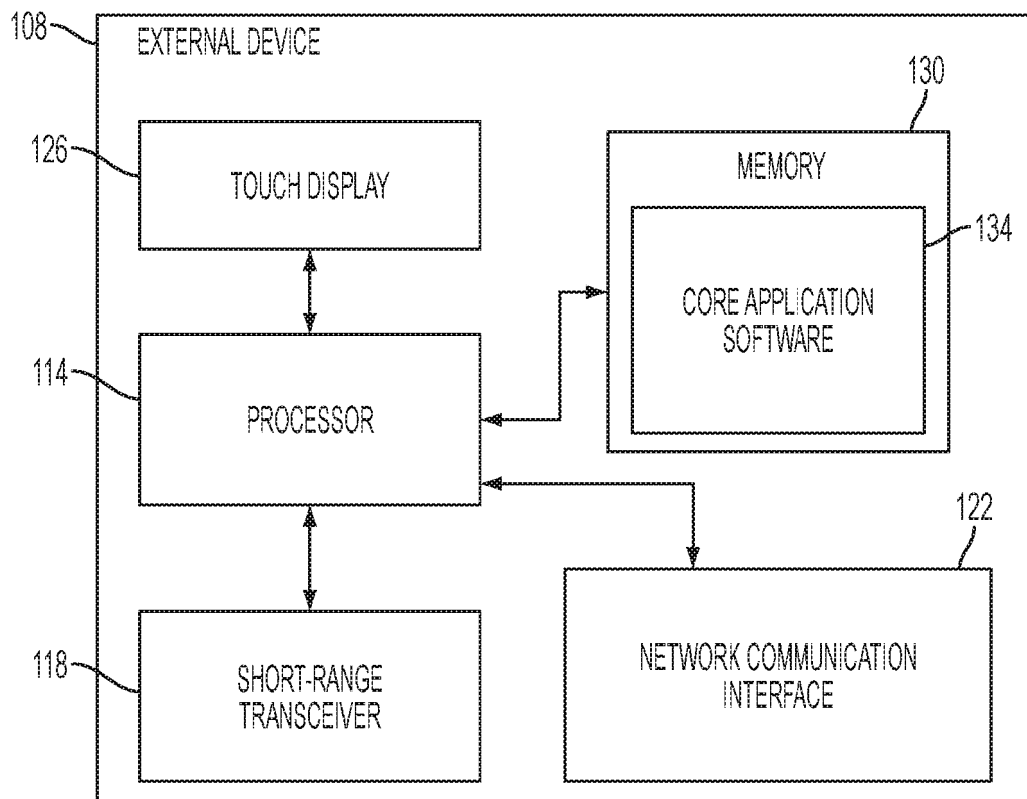 108
EXTERNAL DEVICE
130
126
TOUCH DISPLAY
MEMORY
134
CORE APPLICATION
SOFTWARE
114
PROCESSOR
122
118
SHORT-RANGE
TRANSCEIVER
NETWORK COMMUNICATION
INTERFACE